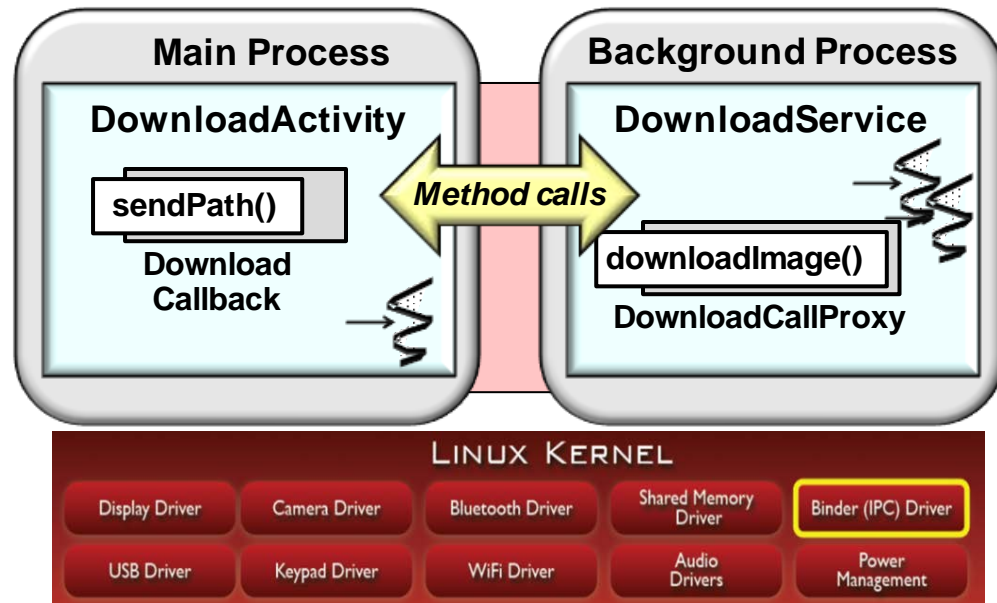 Main Process
DownloadActivity
sendPath()
Download
Callback
Method calls
Background Process
DownloadService
downloadImage()
DownloadCallProxy
LINUX KERNEL
Display Driver
Camera Driver
Bluetooth Driver
Shared Memory
Driver
Binder (IPC) Driver
USB Driver
Keypad Driver
WiFi Driver
Audio
Drivers
Power
Management